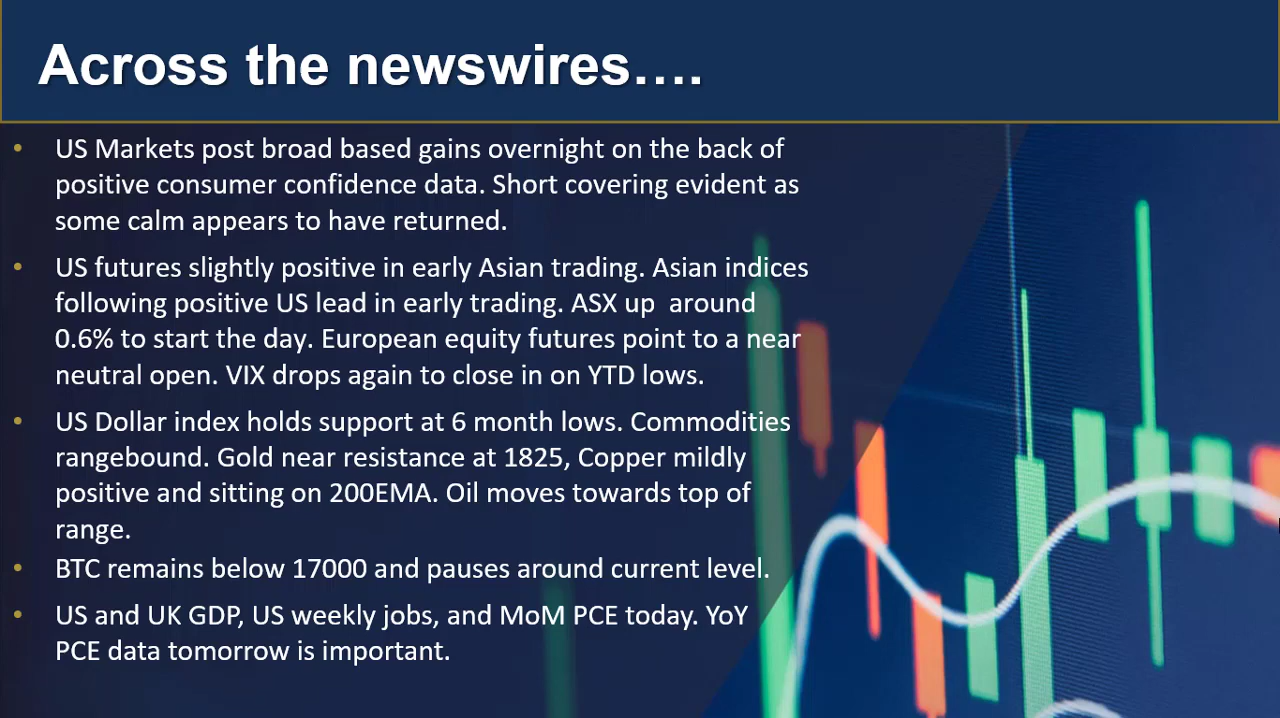 Across the newswires….
• US Markets post broad based gains overnight on the back of
positive consumer confidence data. Short covering evident as
some calm appears to have returned.
• US futures slightly positive in early Asian trading. Asian indices
following positive US lead in early trading. ASX up  around
0.6% to start the day. European equity futures point to a near
neutral open. VIX drops again to close in on YTD lows.
• US Dollar index holds support at 6 month lows. Commodities
rangebound. Gold near resistance at 1825, Copper mildly
positive and sitting on 200EMA. Oil moves towards top of
range.
• BTC remains below 17000 and pauses around current level.
• US and UK GDP, US weekly jobs, and MoM PCE today. YoY
PCE data tomorrow is important.